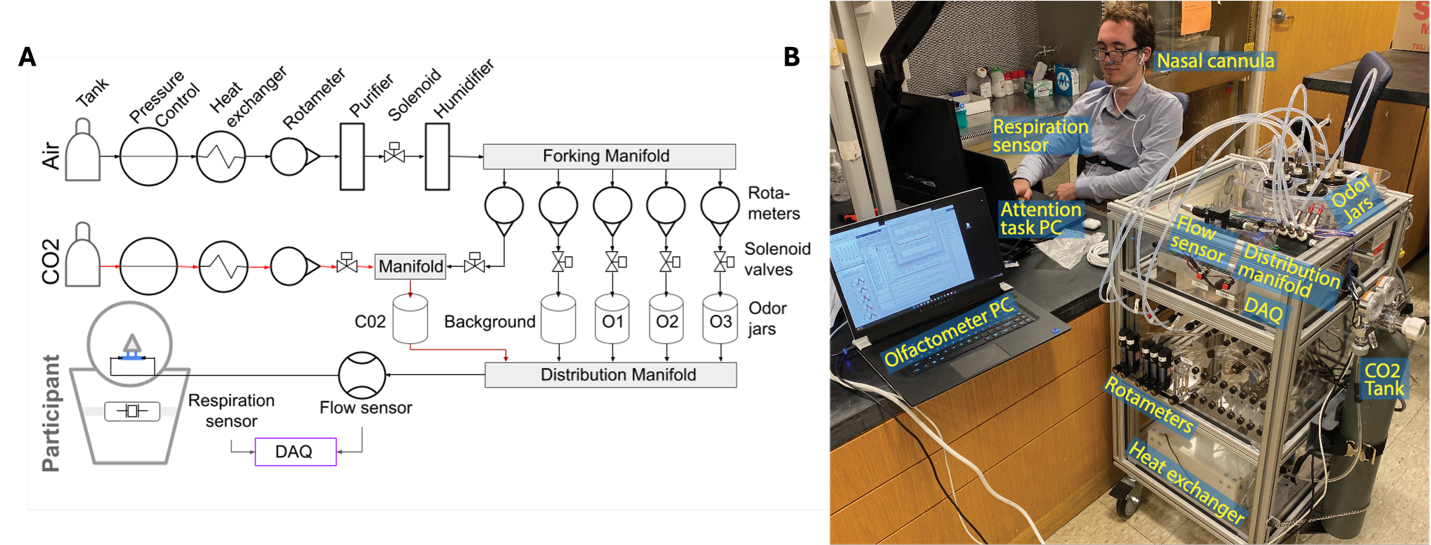 A
Tank
Pressure
Control
Heat
exchanger
Rotameter
Purifier
Solenoid
Humidifier
Air
Forking Manifold
Rota-
meters
CO2
Manifold
Solenoid
valves
C02
Background
O1
O2
O3
Odor
jars
Distribution Manifold
Participant
Respiration
sensor
Flow sensor
DAQ
B
Nasal cannula
Respiration
sensor
Attention
task PC
Odor
Jars
Flow
sensor
Distribution
manifold
DAQ
Olfactometer PC
CO2
Tank
Rotameters
Heat exchanger